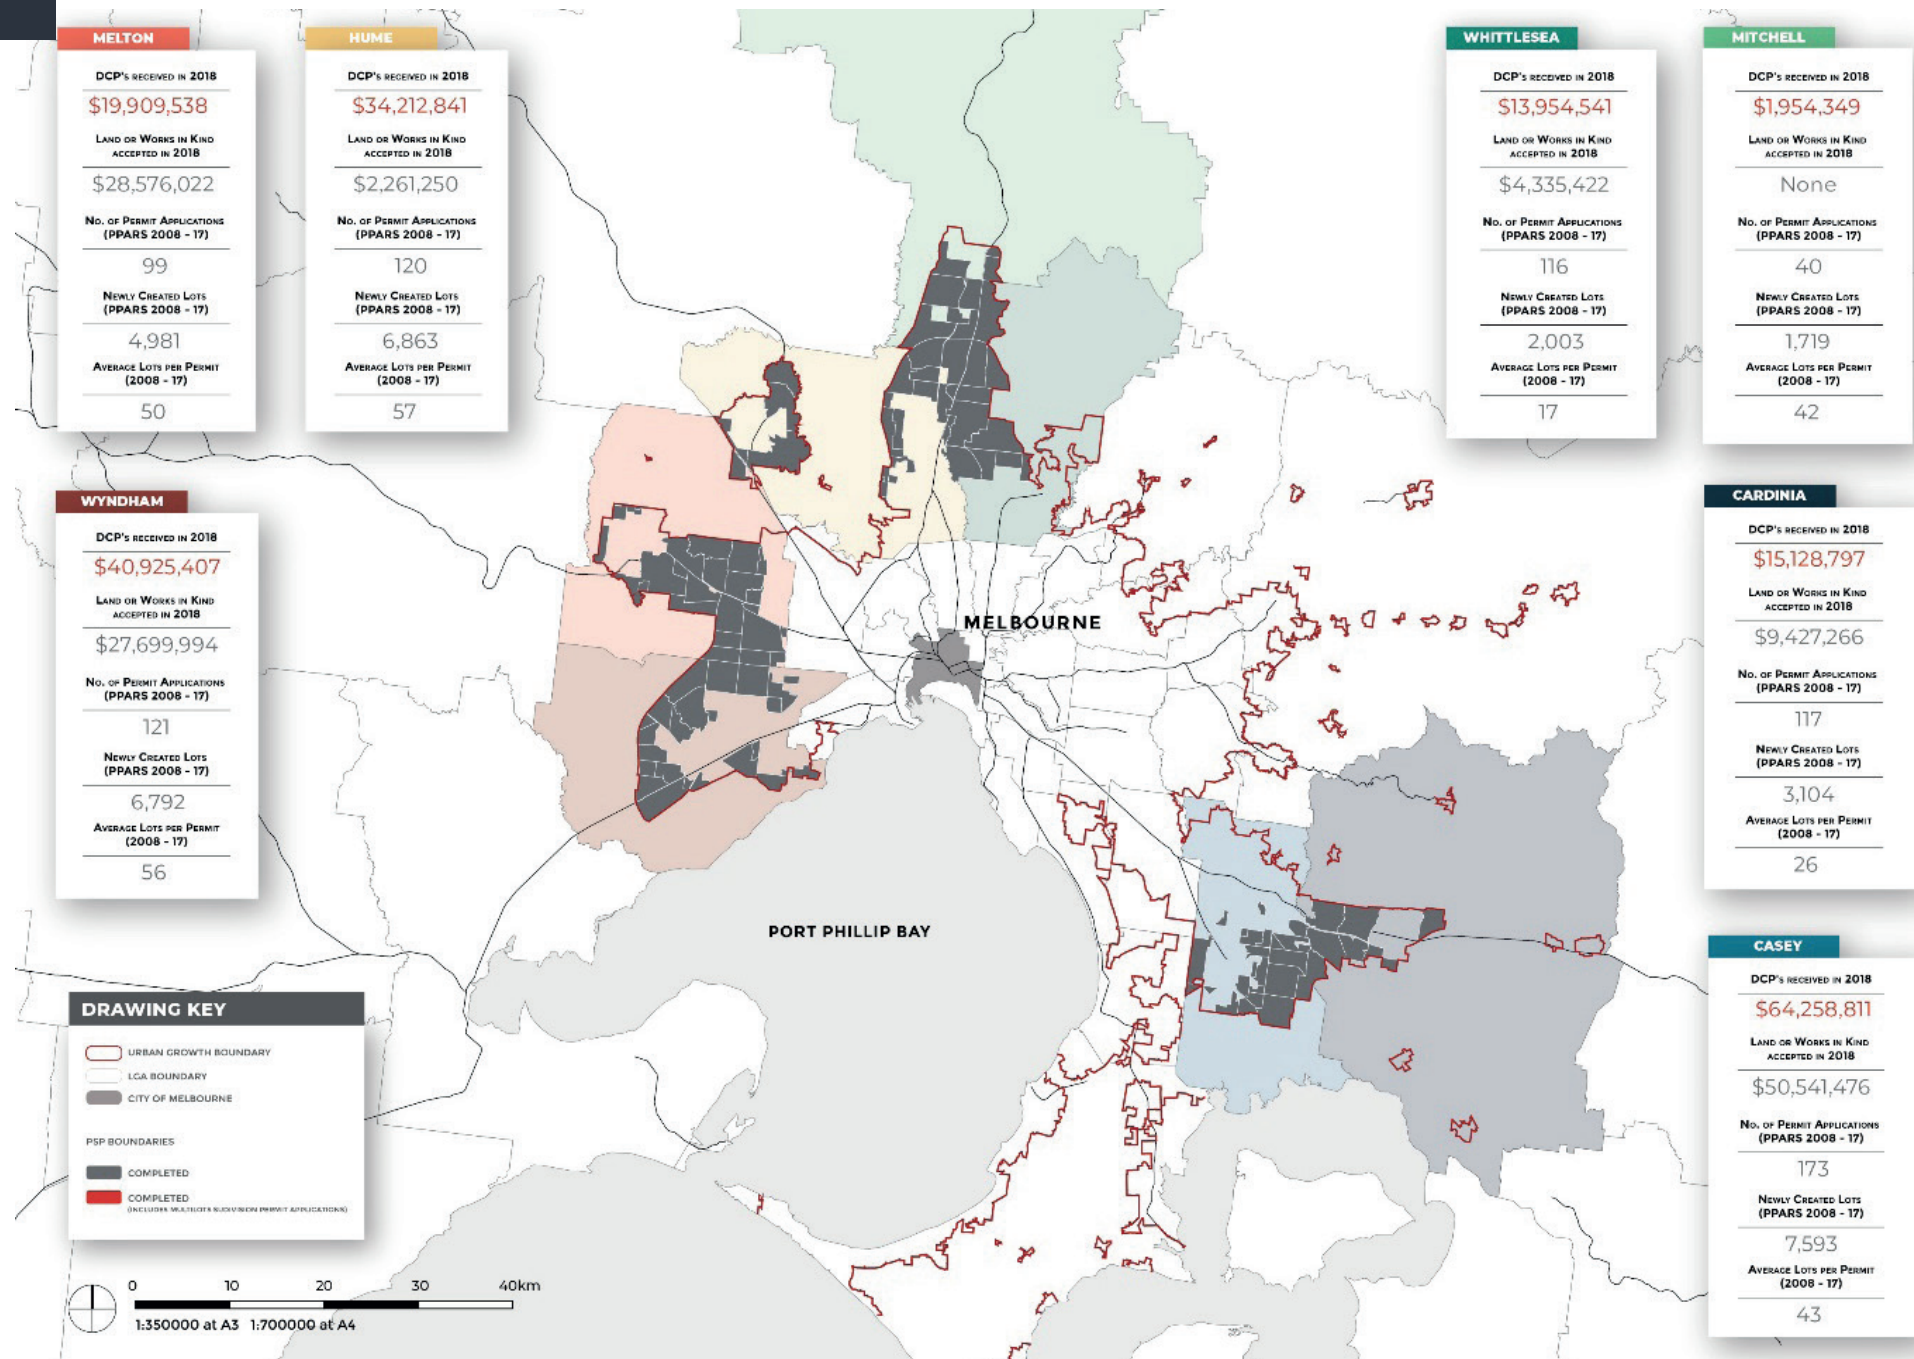 MELTON
DCP's RECEIVED IN 2018
$19,909,538
LAND OR WORKS IN KIND
ACCEPTED IN 2018
$28,576,022
NO. OF PERMIT APPLICATIONS
(PPARS 2008 - 17)
99
NEWLY CREATED LOTS
(PPARS 2008 - 17)
4,981
AVERAGE LOTS PER PERMIT
(2008 - 17)
50
HUME
DCP's RECEIVED IN 2018
$34,212,841
LAND OR WORKS IN KIND
ACCEPTED IN 2018
$2,261,250
NO. OF PERMIT APPLICATIONS
(PPARS 2008 - 17)
120
NEWLY CREATED LOTS
(PPARS 2008 - 17)
6,863
AVERAGE LOTS PER PERMIT
(2008 - 17)
57
WHITTLESEA
DCP's RECEIVED IN 2018
$13,954,541
LAND OR WORKS IN KIND
ACCEPTED IN 2018
$4,335,422
NO. OF PERMIT APPLICATIONS
(PPARS 2008 - 17)
116
NEWLY CREATED LOTS
(PPARS 2008 - 17)
2,003
AVERAGE LOTS PER PERMIT
(2008 - 17)
17
MITCHELL
DCP's RECEIVED IN 2018
$1,954,349
LAND OR WORKS IN KIND
ACCEPTED IN 2018
None
NO. OF PERMIT APPLICATIONS
(PPARS 2008 - 17)
40
NEWLY CREATED LOTS
(PPARS 2008 - 17)
1,719
AVERAGE LOTS PER PERMIT
(2008 - 17)
42
WYNDHAM
DCP's RECEIVED IN 2018
$40,925,407
LAND OR WORKS IN KIND
ACCEPTED IN 2018
$27,699,994
NO. OF PERMIT APPLICATIONS
(PPARS 2008 - 17)
121
NEWLY CREATED LOTS
(PPARS 2008 - 17)
6,792
AVERAGE LOTS PER PERMIT
(2008 - 17)
56
MELBOURNE
PORT PHILLIP BAY
CARDINIA
DCP's RECEIVED IN 2018
$15,128,797
LAND OR WORKS IN KIND
ACCEPTED IN 2018
$9,427,266
NO. OF PERMIT APPLICATIONS
(PPARS 2008 - 17)
117
NEWLY CREATED LOTS
(PPARS 2008 - 17)
3,104
AVERAGE LOTS PER PERMIT
(2008 - 17)
26
CASEY
DCP's RECEIVED IN 2018
$64,258,811
LAND OR WORKS IN KIND
ACCEPTED IN 2018
$50,541,476
NO. OF PERMIT APPLICATIONS
(PPARS 2008 - 17)
173
NEWLY CREATED LOTS
(PPARS 2008 - 17)
7,593
AVERAGE LOTS PER PERMIT
(2008 - 17)
43
DRAWING KEY
URBAN GROWTH BOUNDARY
LGA BOUNDARY
CITY OF MELBOURNE
PSP BOUNDARIES
COMPLETED
COMPLETED
(INCLUDES MULTILOTS SUDIVISION PERMIT APPLICATIONS)
0 10 20 30 40km
1:350000 at A3 1:700000 at A4